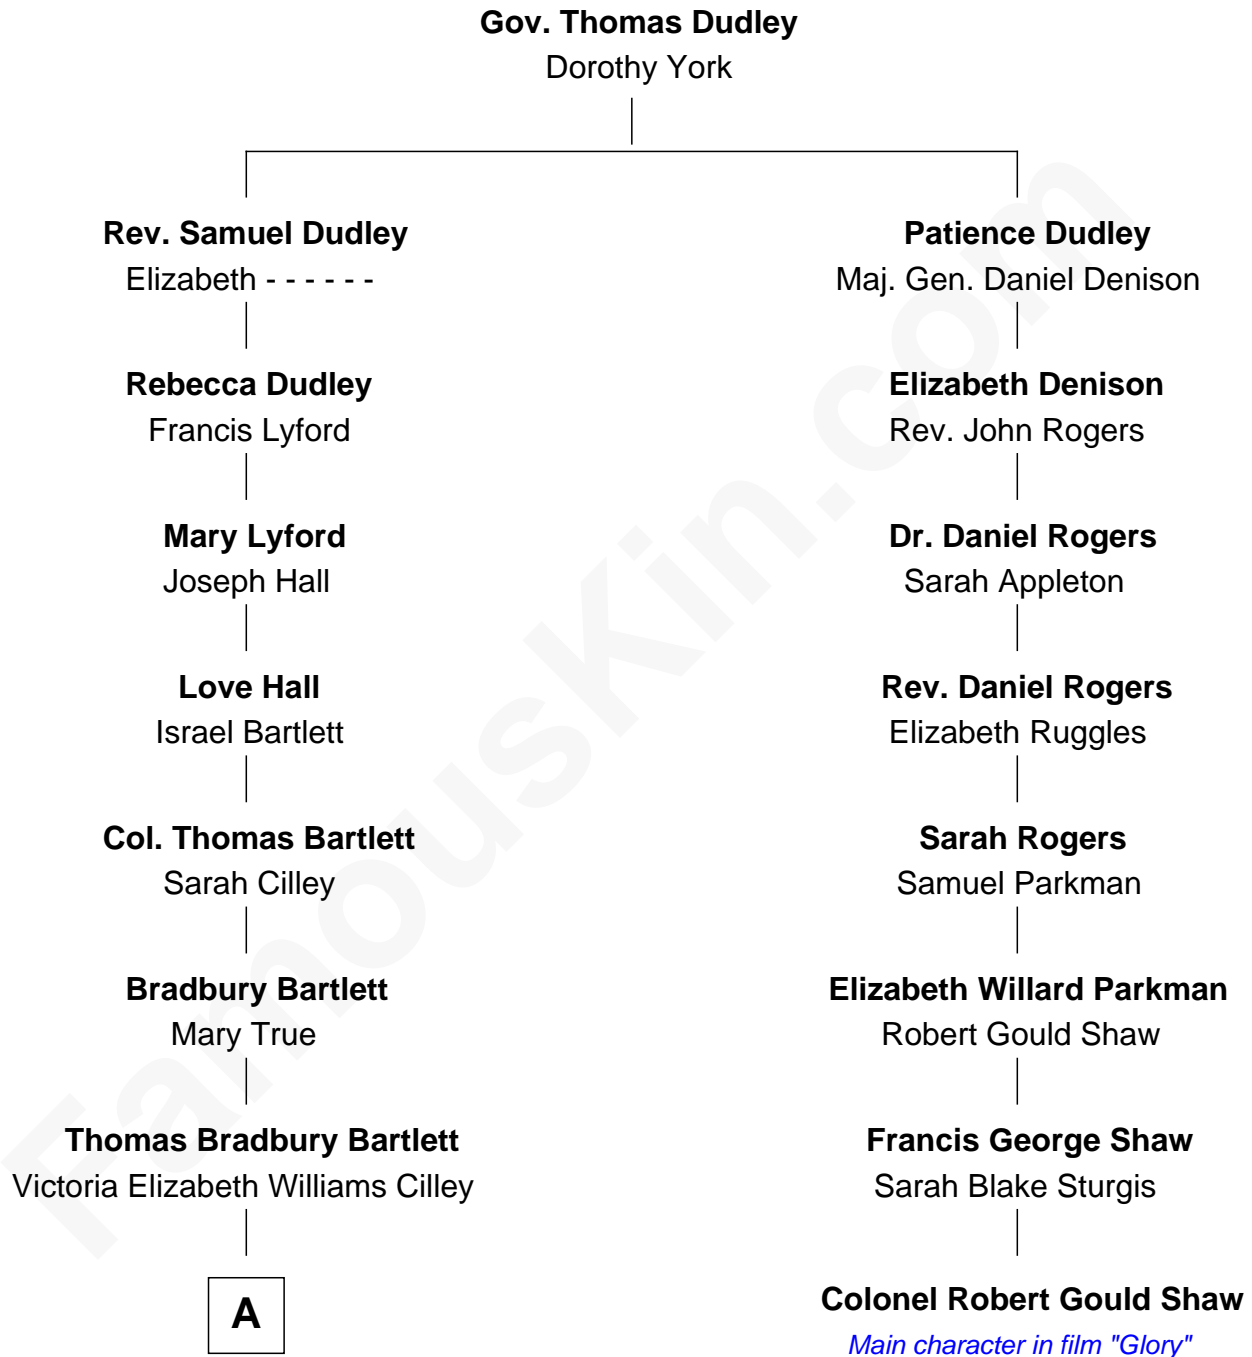 Gov. Thomas Dudley
Dorothy York
Rev. Samuel Dudley
Elizabeth - - - - - -
Rebecca Dudley
Francis Lyford
Mary Lyford
Joseph Hall
Love Hall
Israel Bartlett
Col. Thomas Bartlett
Sarah Cilley
Bradbury Bartlett
Mary True
Thomas Bradbury Bartlett
Victoria Elizabeth Williams Cilley
A
Patience Dudley
Maj. Gen. Daniel Denison
Elizabeth Denison
Rev. John Rogers
Dr. Daniel Rogers
Sarah Appleton
Rev. Daniel Rogers
Elizabeth Ruggles
Sarah Rogers
Samuel Parkman
Elizabeth Willard Parkman
Robert Gould Shaw
Francis George Shaw
Sarah Blake Sturgis
Colonel Robert Gould Shaw
Main character in film "Glory"
FamousKin.com